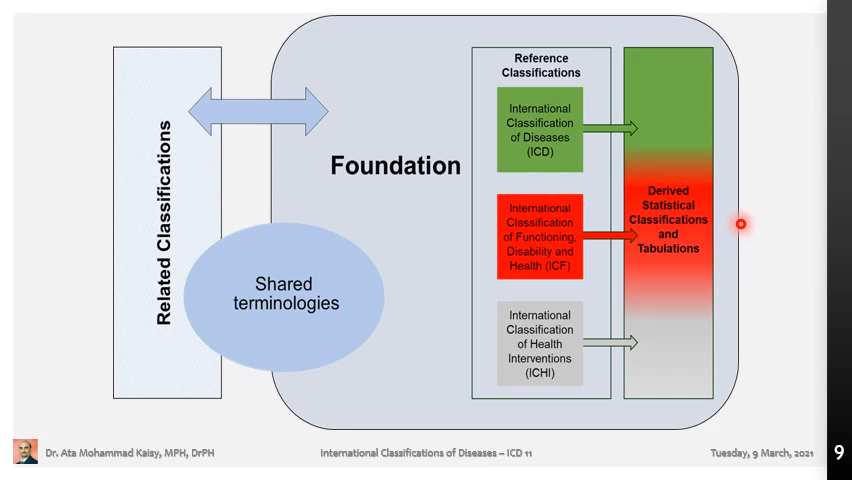 Related Classifications
Foundation
Shared
terminologies
Reference
Classifications
International
Classification
of Diseases
(ICD)
International
Classification
of Functioning,
Disability and
Health (ICF)
International
Classification
of Health
Interventions
(ICHI)
Derived
Statistical
Classifications
and
Tabulations
Dr. Ata Mohammad Kaisy, MPH, DrPH
International Classifications of Diseases – ICD 11
Tuesday, 9 March, 2021
9